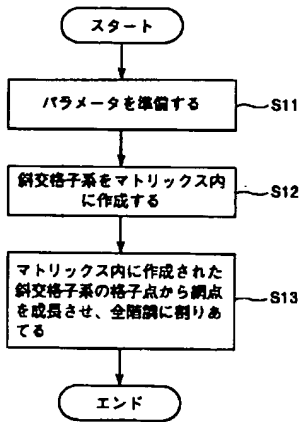 スタート
パラメータを準備する
S11
斜交格子系をマトリックス内
に作成する
S12
マトリックス内に作成された
斜交格子系の格子点から網点
を成長させ、全階調に割りあ
てる
S13
エンド